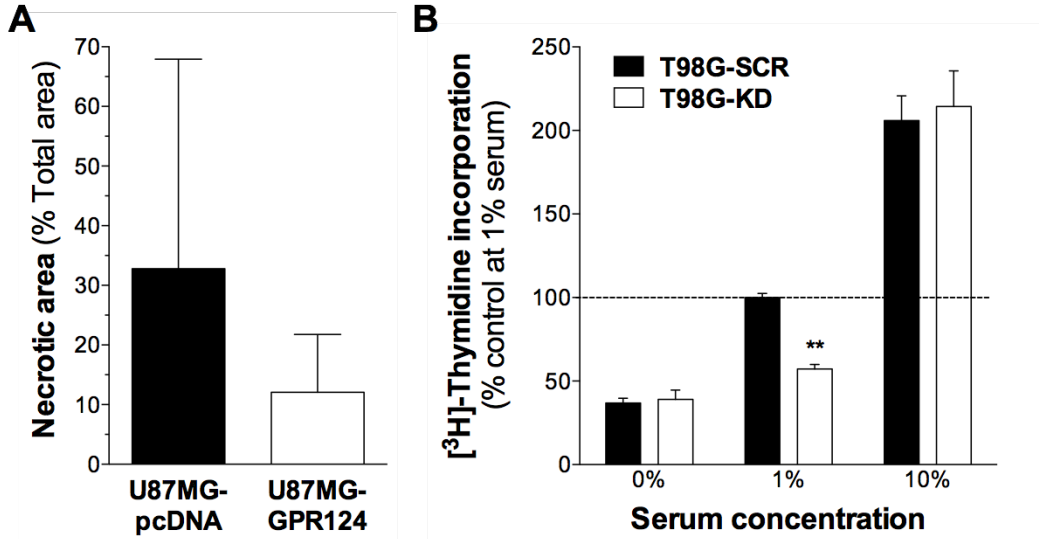 A
Necrotic area (% Total area)
70
60
50
40
30
20
10
0
U87MG-
pcDNA
U87MG-
GPR124
B
[³H]-Thymidine incorporation
(% control at 1% serum)
250
200
150
100
50
0
T98G-SCR
T98G-KD
**
0%
1%
10%
Serum concentration